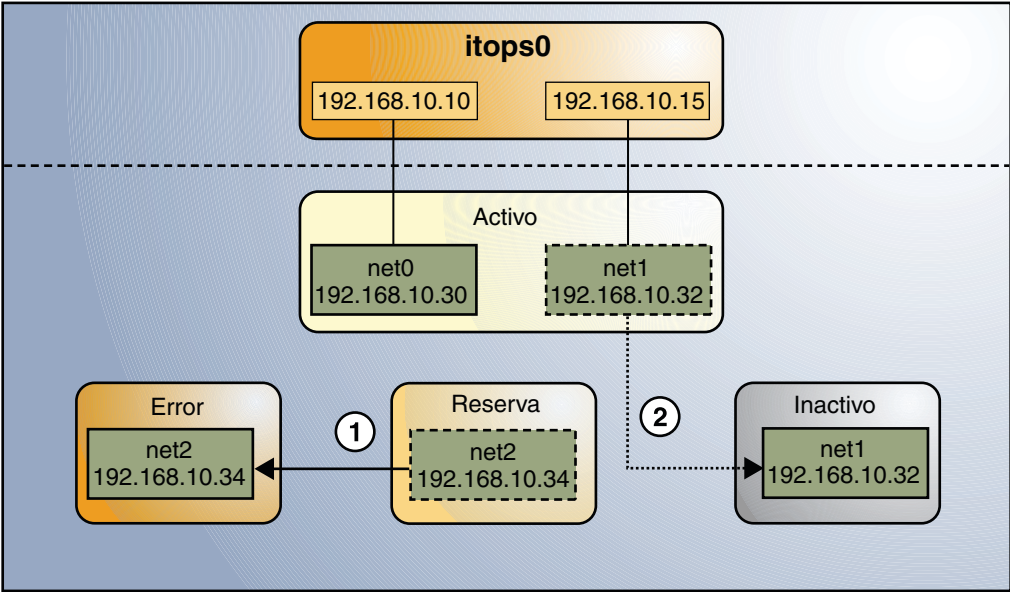 itops0
192.168.10.10
192.168.10.15
Activo
net0
192.168.10.30
net1
192.168.10.32
Error
net2
192.168.10.34
1
Reserva
net2
192.168.10.34
2
Inactivo
net1
192.168.10.32